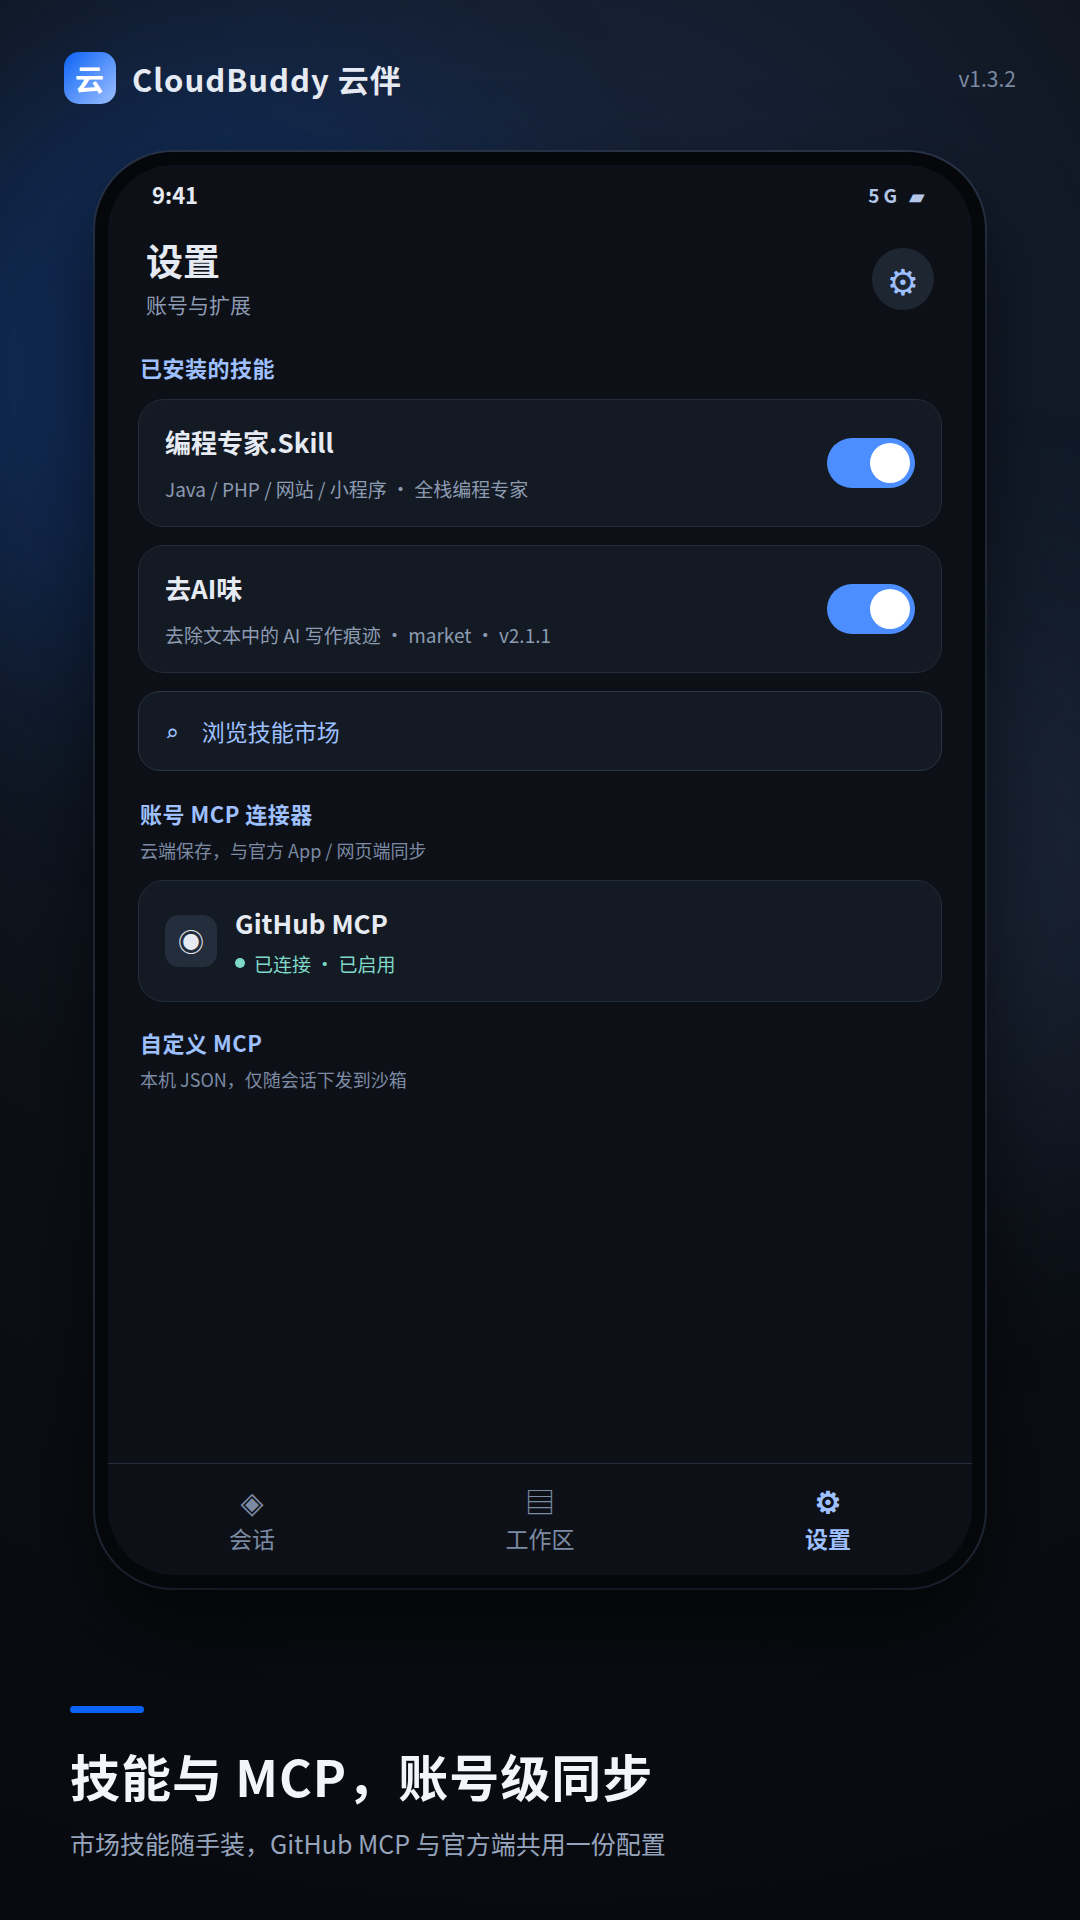 云 CloudBuddy 云伴
v1.3.2
9:41
5G
设置
账号与扩展
已安装的技能
编程专家.Skill
Java / PHP / 网站 / 小程序 · 全栈编程专家
去AI味
去除文本中的 AI 写作痕迹 · market · v2.1.1
浏览技能市场
账号 MCP 连接器
云端保存，与官方 App / 网页端同步
GitHub MCP
已连接 · 已启用
自定义 MCP
本机 JSON，仅随会话下发到沙箱
会话
工作区
设置
技能与 MCP，账号级同步
市场技能随手装，GitHub MCP 与官方端共用一份配置